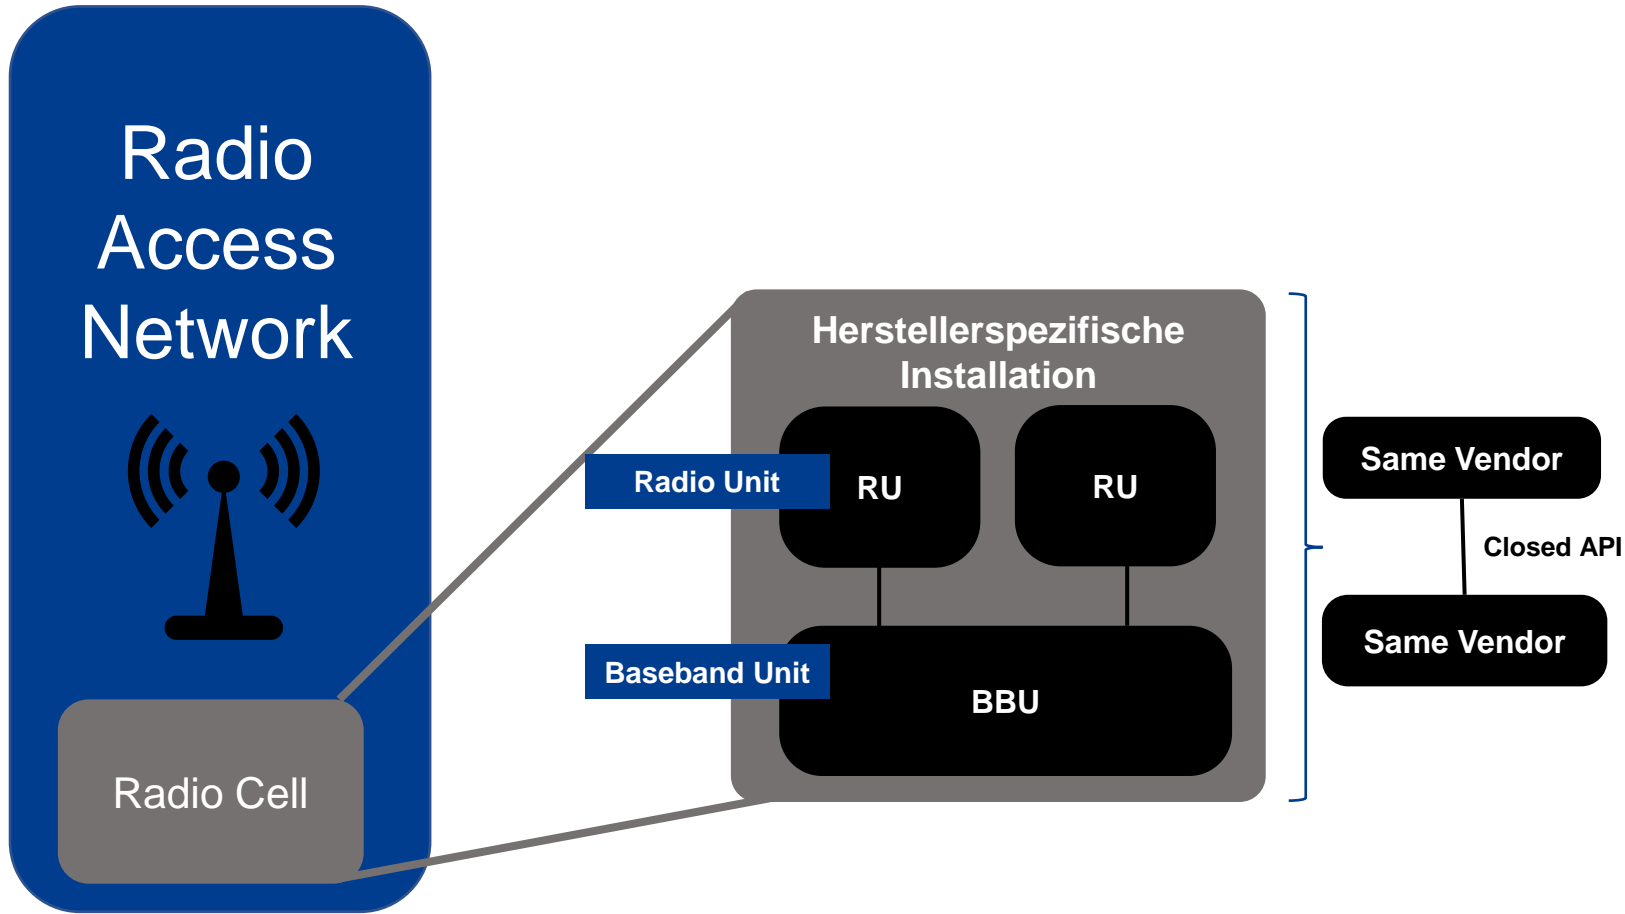 Radio
Access
Network
Radio Cell
Herstellerspezifische
Installation
Radio Unit
RU
RU
Baseband Unit
BBU
Same Vendor
Closed API
Same Vendor